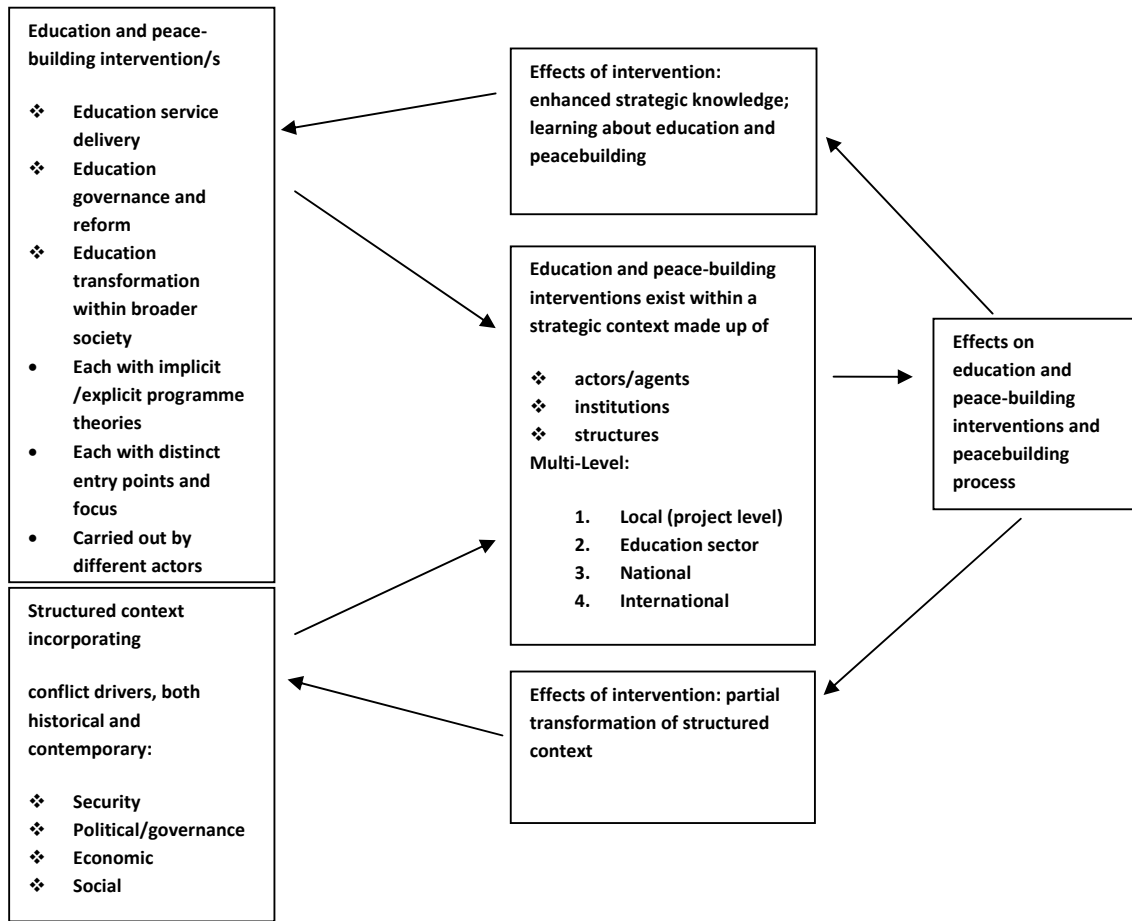 Education and peace-
building intervention/s
❖ Education service
delivery
❖ Education
governance and
reform
❖ Education
transformation
within broader
society
• Each with implicit
/explicit programme
theories
• Each with distinct
entry points and
focus
• Carried out by
different actors
Structured context
incorporating
conflict drivers, both
historical and
contemporary:
❖ Security
❖ Political/governance
❖ Economic
❖ Social
Effects of intervention:
enhanced strategic knowledge;
learning about education and
peacebuilding
Education and peace-building
interventions exist within a
strategic context made up of
❖ actors/agents
❖ institutions
❖ structures
Multi-Level:
1. Local (project level)
2. Education sector
3. National
4. International
Effects of intervention: partial
transformation of structured
context
Effects on
education and
peace-building
interventions and
peacebuilding
process